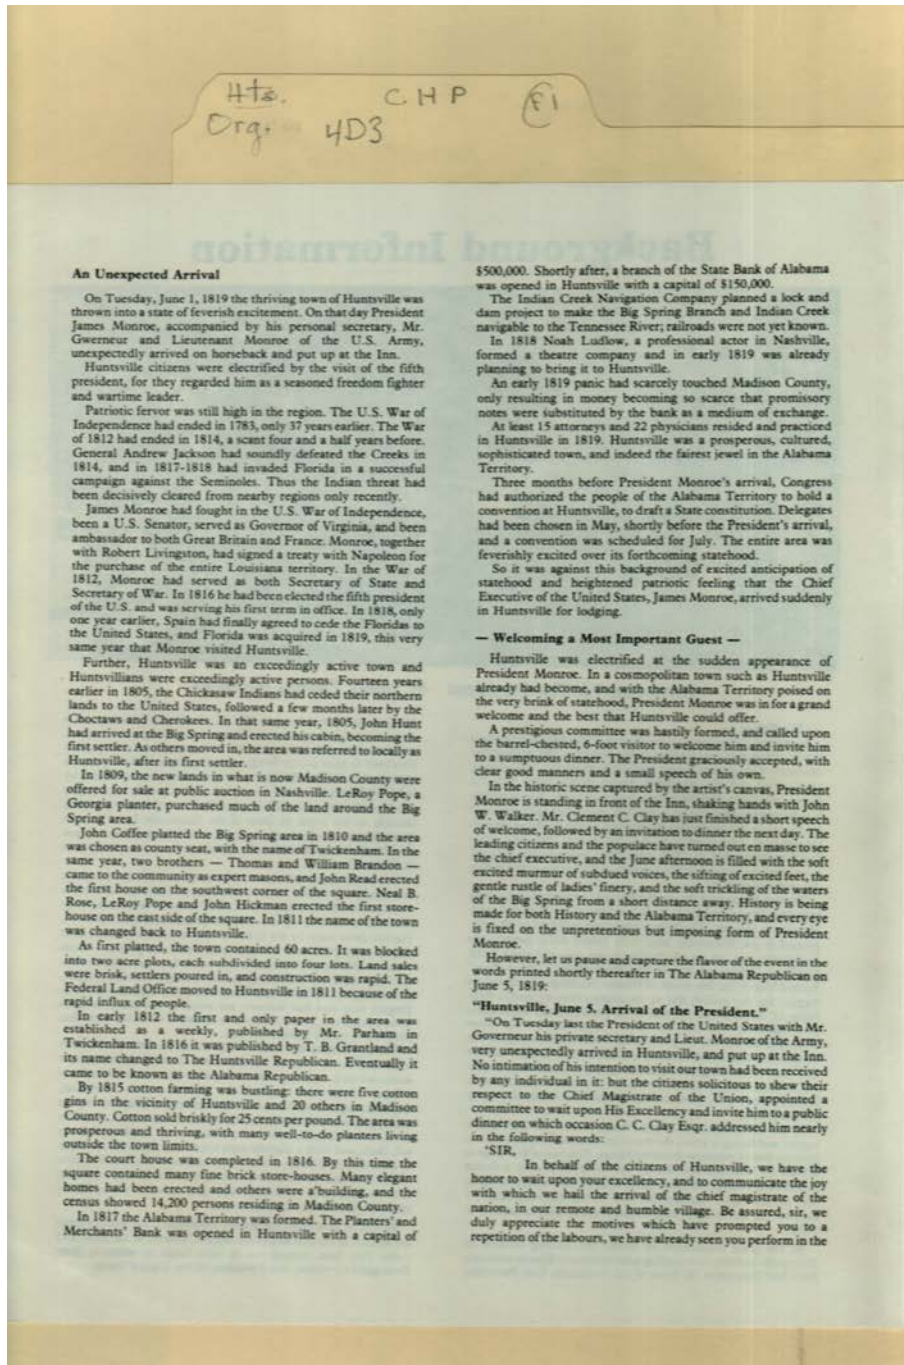 Hts. CHP F1
Org. 4D3
Background Information
An Unexpected Arrival
On Tuesday, June 1, 1819 the thriving town of Huntsville was
thrown into a state of feverish excitement. On that day President
James Monroe, accompanied by his personal secretary, Mr.
Gwerneur and Lieutenant Monroe of the U.S. Army,
unexpectedly arrived on horseback and put up at the Inn.
Huntsville citizens were electrified by the visit of the fifth
president, for they regarded him as a seasoned freedom fighter
and wartime leader.
Patriotic fervor was still high in the region. The U.S. War of
Independence had ended in 1783, only 37 years earlier. The War
of 1812 had ended in 1814, a scant four and a half years before.
General Andrew Jackson had soundly defeated the Creeks in
1814, and in 1817-1818 had invaded Florida in a successful
campaign against the Seminoles. Thus the Indian threat had
been decisively cleared from nearby regions only recently.
James Monroe had fought in the U.S. War of Independence,
been a U.S. Senator, served as Governor of Virginia, and been
ambassador to both Great Britain and France. Monroe, together
with Robert Livingston, had signed a treaty with Napoleon for
the purchase of the entire Louisiana territory. In the War of
1812, Monroe had served as both Secretary of State and
Secretary of War. In 1816 he had been elected the fifth president
of the U.S. and was serving his first term in office. In 1818, only
one year earlier, Spain had finally agreed to cede the Floridas to
the United States, and Florida was acquired in 1819, this very
same year that Monroe visited Huntsville.
Further, Huntsville was an exceedingly active town and
Huntsvillians were exceedingly active persons. Fourteen years
earlier in 1805, the Chickasaw Indians had ceded their northern
lands to the United States, followed a few months later by the
Choctaws and Cherokees. In that same year, 1805, John Hunt
had arrived at the Big Spring and erected his cabin, becoming the
first settler. As others moved in, the area was referred to locally as
Huntsville, after its first settler.
In 1809, the new lands in what is now Madison County were
offered for sale at public auction in Nashville. LeRoy Pope, a
Georgia planter, purchased much of the land around the Big
Spring area.
John Coffee platted the Big Spring area in 1810 and the area
was chosen as county seat, with the name of Twickenham. In the
same year, two brothers — Thomas and William Brandon —
came to the community as expert masons, and John Read erected
the first house on the southwest corner of the square. Neal B.
Rose, LeRoy Pope and John Hickman erected the first store-
house on the east side of the square. In 1811 the name of the town
was changed back to Huntsville.
As first platted, the town contained 60 acres. It was blocked
into two acre plots, each subdivided into four lots. Land sales
were brisk, settlers poured in, and construction was rapid. The
Federal Land Office moved to Huntsville in 1811 because of the
rapid influx of people.
In early 1812 the first and only paper in the area was
established as a weekly, published by Mr. Parham in
Twickenham. In 1816 it was published by T. B. Grantland and
its name changed to The Huntsville Republican. Eventually it
came to be known as the Alabama Republican.
By 1815 cotton farming was bustling: there were five cotton
gins in the vicinity of Huntsville and 20 others in Madison
County. Cotton sold briskly for 25 cents per pound. The area was
prosperous and thriving, with many well-to-do planters living
outside the town limits.
The court house was completed in 1816. By this time the
square contained many fine brick store-houses. Many elegant
homes had been erected and others were a'building, and the
census showed 14,200 persons residing in Madison County.
In 1817 the Alabama Territory was formed. The Planters' and
Merchants' Bank was opened in Huntsville with a capital of
$500,000. Shortly after, a branch of the State Bank of Alabama
was opened in Huntsville with a capital of $150,000.
The Indian Creek Navigation Company planned a lock and
dam project to make the Big Spring Branch and Indian Creek
navigable to the Tennessee River; railroads were not yet known.
In 1818 Noah Ludlow, a professional actor in Nashville,
formed a theatre company and in early 1819 was already
planning to bring it to Huntsville.
An early 1819 panic had scarcely touched Madison County,
only resulting in money becoming so scarce that promissory
notes were substituted by the bank as a medium of exchange.
At least 15 attorneys and 22 physicians resided and practiced
in Huntsville in 1819. Huntsville was a prosperous, cultured,
sophisticated town, and indeed the fairest jewel in the Alabama
Territory.
Three months before President Monroe's arrival, Congress
had authorized the people of the Alabama Territory to hold a
convention at Huntsville, to draft a State constitution. Delegates
had been chosen in May, shortly before the President's arrival,
and a convention was scheduled for July. The entire area was
feverishly excited over its forthcoming statehood.
So it was against this background of excited anticipation of
statehood and heightened patriotic feeling that the Chief
Executive of the United States, James Monroe, arrived suddenly
in Huntsville for lodging.
— Welcoming a Most Important Guest —
Huntsville was electrified at the sudden appearance of
President Monroe. In a cosmopolitan town such as Huntsville
already had become, and with the Alabama Territory poised on
the very brink of statehood, President Monroe was in for a grand
welcome and the best that Huntsville could offer.
A prestigious committee was hastily formed, and called upon
the barrel-chested, 6-foot visitor to welcome him and invite him
to a sumptuous dinner. The President graciously accepted, with
clear good manners and a small speech of his own.
In the historic scene captured by the artist's canvas, President
Monroe is standing in front of the Inn, shaking hands with John
W. Walker. Mr. Clement C. Clay has just finished a short speech
of welcome, followed by an invitation to dinner the next day. The
leading citizens and the populace have turned out en masse to see
the chief executive, and the June afternoon is filled with the soft
excited murmur of subdued voices, the sifting of excited feet, the
gentle rustle of ladies' finery, and the soft trickling of the waters
of the Big Spring from a short distance away. History is being
made for both History and the Alabama Territory, and every eye
is fixed on the unpretentious but imposing form of President
Monroe.
However, let us pause and capture the flavor of the event in the
words printed shortly thereafter in The Alabama Republican on
June 5, 1819:
"Huntsville, June 5. Arrival of the President."
"On Tuesday last the President of the United States with Mr.
Governeur his private secretary and Lieut. Monroe of the Army,
very unexpectedly arrived in Huntsville, and put up at the Inn.
No intimation of his intention to visit our town had been received
by any individual in it: but the citizens solicitous to shew their
respect to the Chief Magistrate of the Union, appointed a
committee to wait upon His Excellency and invite him to a public
dinner on which occasion C. C. Clay Esqr. addressed him nearly
in the following words:
'SIR,
In behalf of the citizens of Huntsville, we have the
honor to wait upon your excellency, and to communicate the joy
with which we hail the arrival of the chief magistrate of the
nation, in our remote and humble village. Be assured, sir, we
duly appreciate the motives which have prompted you to a
repetition of the labours, we have already seen you perform in the